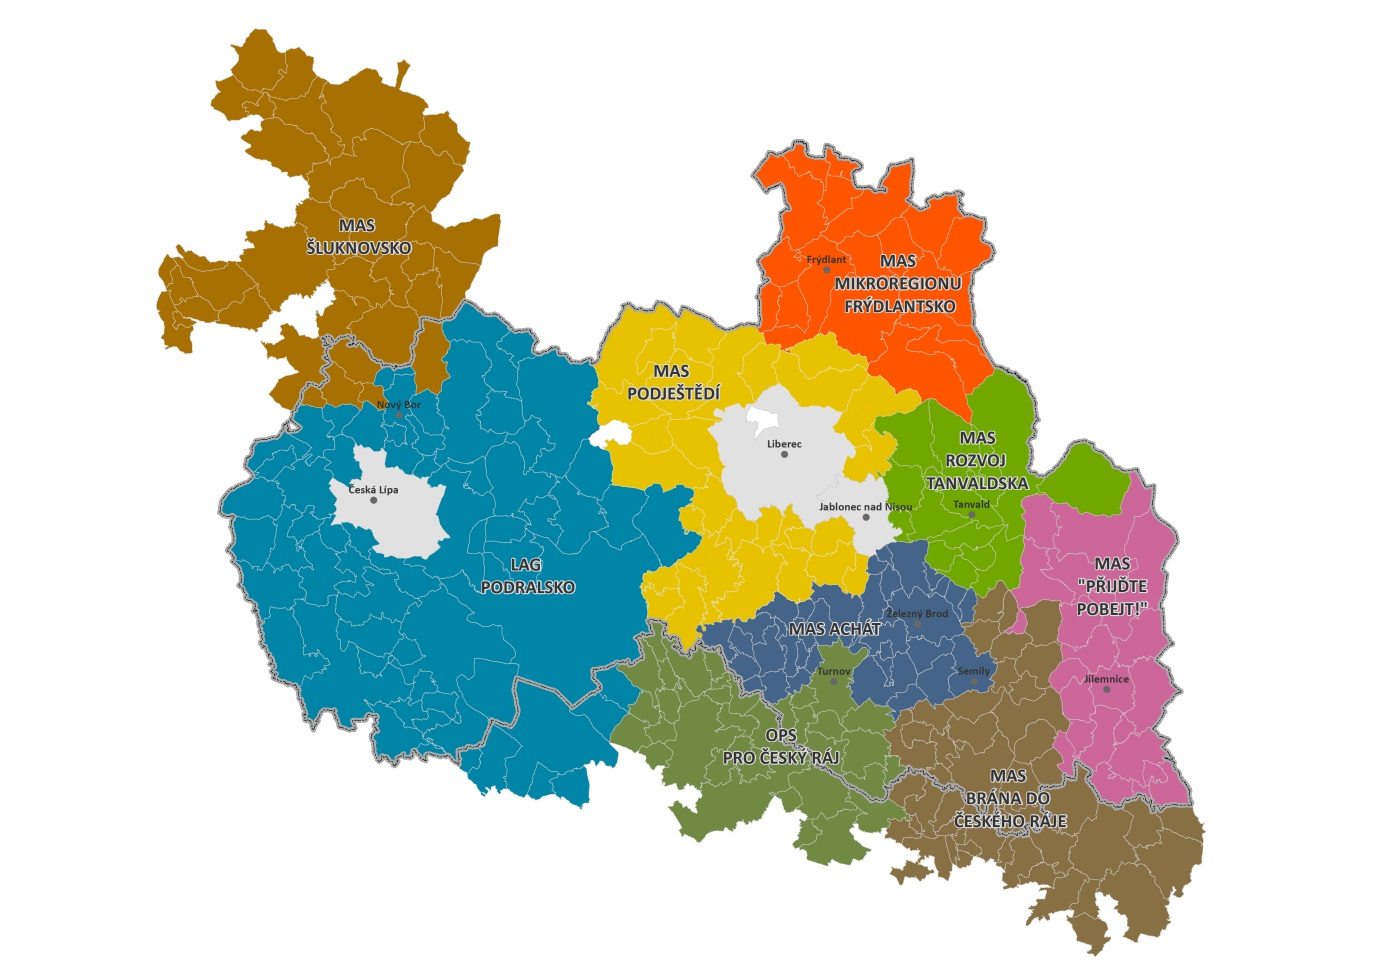 MAS
ŠLUKNOVSKO
Frýdlant
MAS
MIKROREGIONU
FRÝDLANTSKO
MAS
PODJEŠTĚDÍ
Nový Bor
Liberec
MAS
ROZVOJ
TANVALDSKA
Česká Lípa
Jablonec nad Nisou
Tanvald
LAG
PODRALSKO
MAS
"PŘIJĎTE
POBEJT!"
Železný Brod
MAS ACHÁT
Turnov
Semily
Jilemnice
OPS
PRO ČESKÝ RÁJ
MAS
BRÁNA DO
ČESKÉHO RÁJE